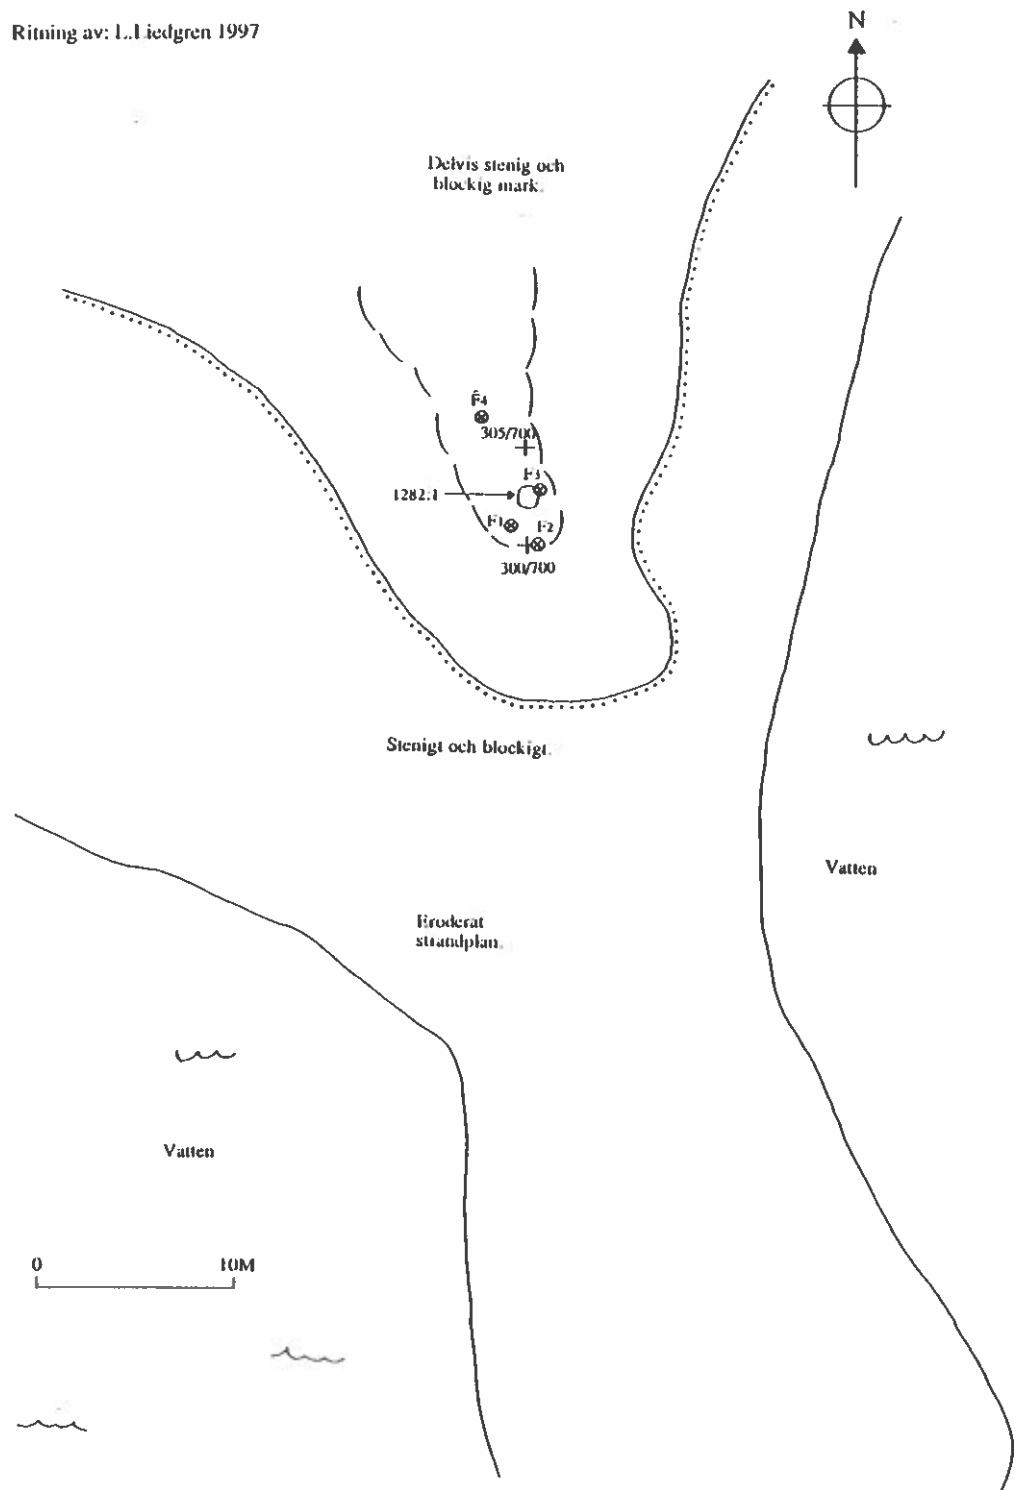 Ritning av: L.Liedgren 1997
N
Delvis stenig och
blockig mark.
F4
305/700
F3
1282:1
F1
F2
300/700
Stenigt och blockigt.
Vatten
Eroderat
strandplan.
Vatten
0 10M